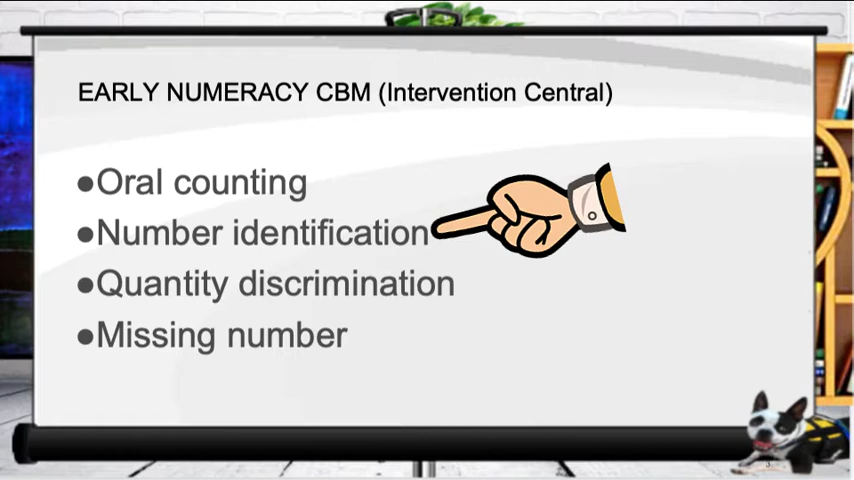 EARLY NUMERACY CBM (Intervention Central)
●Oral counting
●Number identification
●Quantity discrimination
●Missing number